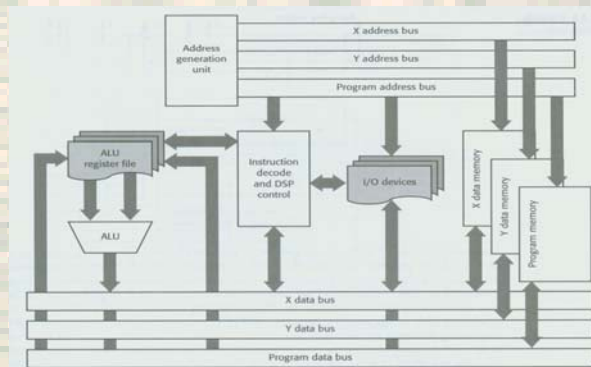 X address bus
Address
generation
unit
Y address bus
Program address bus
ALU
register file
Instruction
decode
and DSP
control
I/O devices
X data memory
Y data memory
Program memory
ALU
X data bus
Y data bus
Program data bus